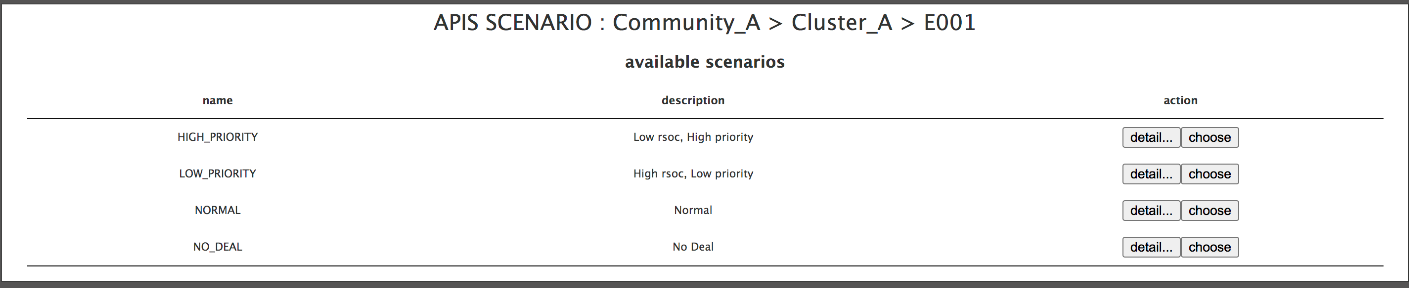 APIS SCENARIO : Community_A > Cluster_A > E001
available scenarios
name description action
HIGH_PRIORITY Low rsoc, High priority detail... choose
LOW_PRIORITY High rsoc, Low priority detail... choose
NORMAL Normal detail... choose
NO_DEAL No Deal detail... choose